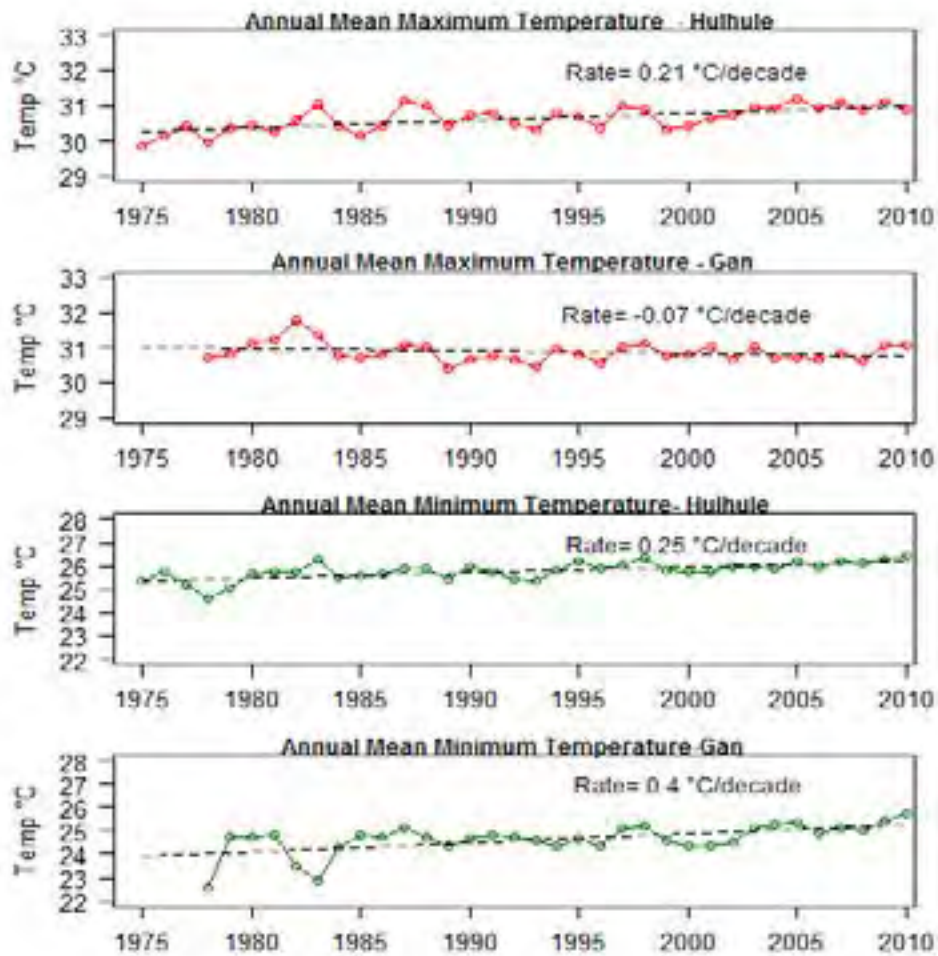 Annual Mean Maximum Temperature - Hulhule
Temp °C
33
32
31
30
29
Rate= 0.21 °C/decade
1975 1980 1985 1990 1995 2000 2005 2010
Annual Mean Maximum Temperature - Gan
Temp °C
33
32
31
30
29
Rate= -0.07 °C/decade
1975 1980 1985 1990 1995 2000 2005 2010
Annual Mean Minimum Temperature- Hulhule
Temp °C
28
27
26
25
24
23
22
Rate= 0.25 °C/decade
1975 1980 1985 1990 1995 2000 2005 2010
Annual Mean Minimum Temperature-Gan
Temp °C
28
27
26
25
24
23
22
Rate= 0.4 °C/decade
1975 1980 1985 1990 1995 2000 2005 2010